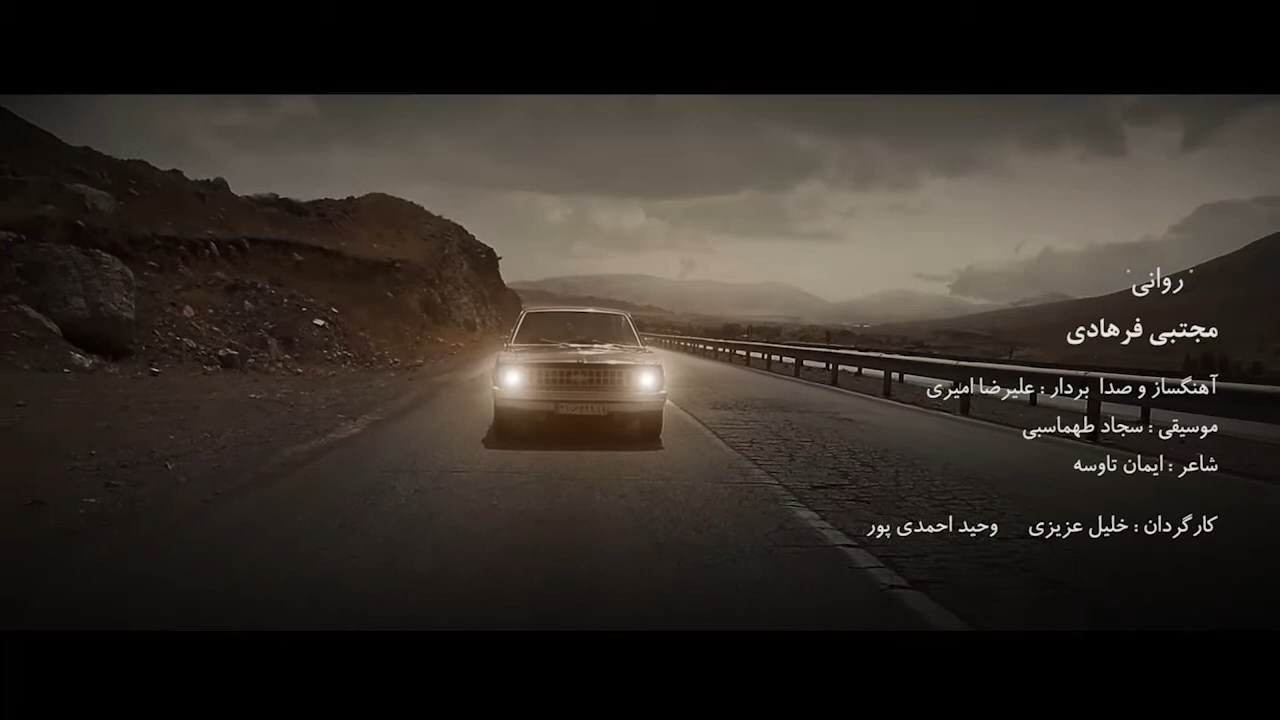 "روانی"
مجتبی فرهادی
آهنگساز و صدا بردار : علیرضا امیری
موسیقی : سجاد طهماسبی
شاعر : ایمان تاوسه
کارگردان : خلیل عزیزی وحید احمدی پور